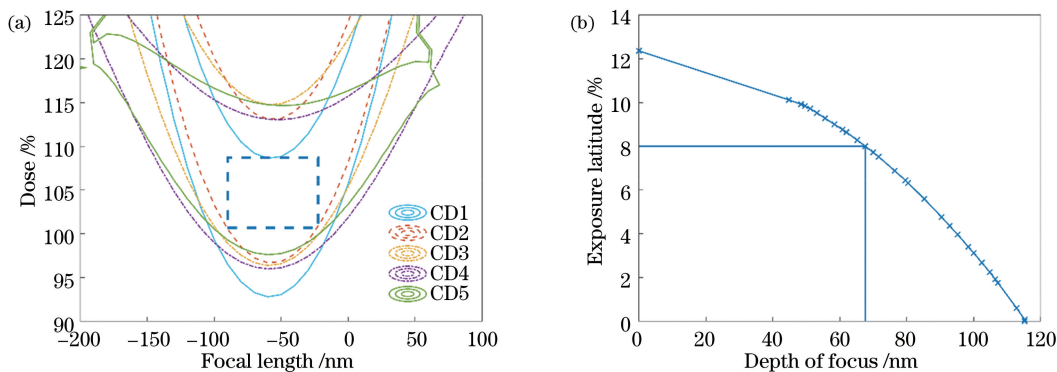 (a)
125
120
115
110
105
100
95
90
Dose /%
−200
−150
−100
−50
0
50
100
Focal length /nm
CD1
CD2
CD3
CD4
CD5
(b)
14
12
10
8
6
4
2
0
Exposure latitude /%
0
20
40
60
80
100
120
Depth of focus /nm